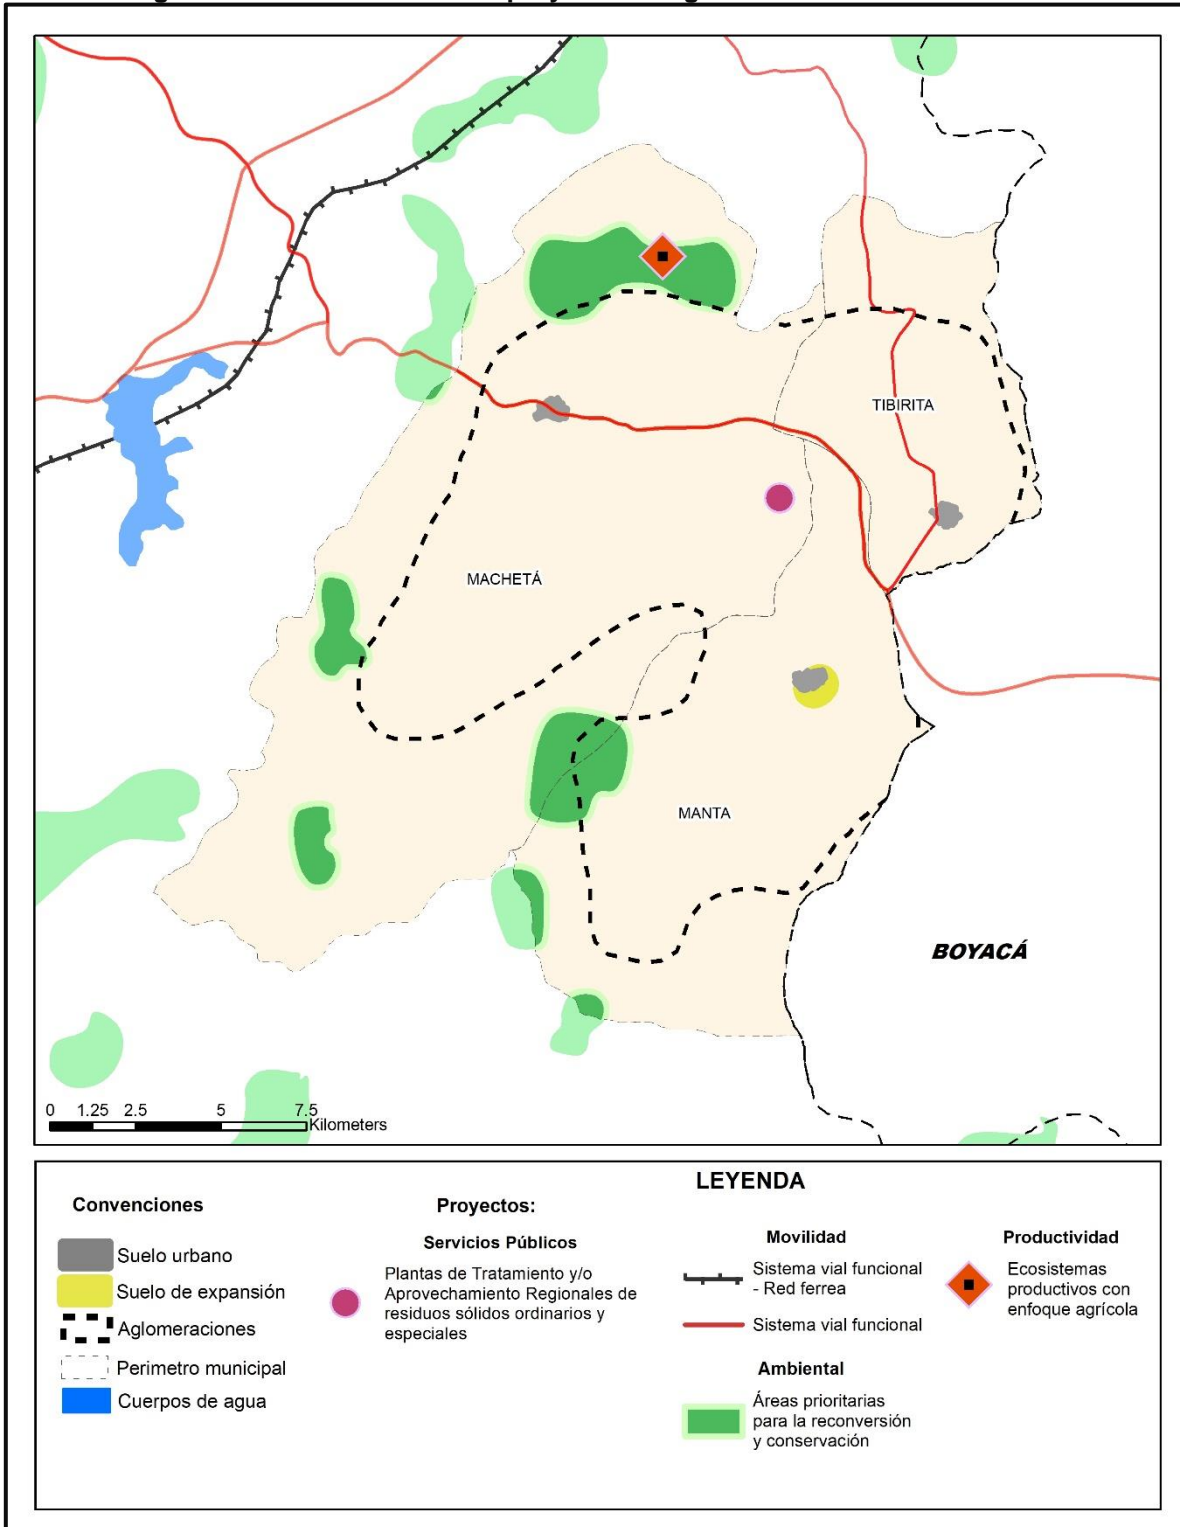 TIBIRITA
MACHETÁ
MANTA
BOYACÁ
0 1.25 2.5 5 7.5
Kilometers
LEYENDA
Convenciones
Suelo urbano
Suelo de expansión
Aglomeraciones
Perimetro municipal
Cuerpos de agua
Proyectos:
Servicios Públicos
Plantas de Tratamiento y/o
Aprovechamiento Regionales de
residuos sólidos ordinarios y
especiales
Movilidad
Sistema vial funcional
- Red ferrea
Sistema vial funcional
Ambiental
Áreas prioritarias
para la reconversión
y conservación
Productividad
Ecosistemas
productivos con
enfoque agrícola